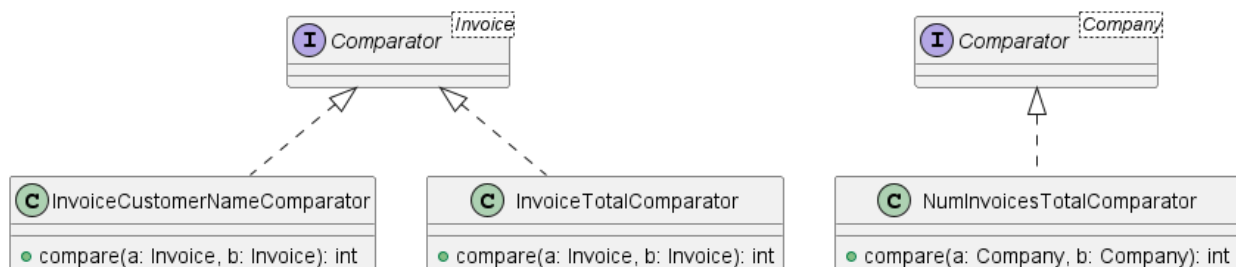 Invoice
I Comparator
Company
I Comparator
C InvoiceCustomerNameComparator
C InvoiceTotalComparator
C NumInvoicesTotalComparator
compare(a: Invoice, b: Invoice): int
compare(a: Invoice, b: Invoice): int
compare(a: Company, b: Company): int